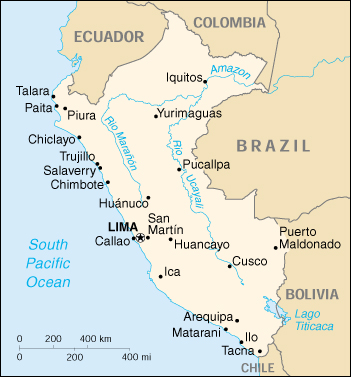 COLOMBIA
ECUADOR
Amazon
Iquitos
Talara
Paita
Piura
Yurimaguas
Rio Marañón
Chiclayo
BRAZIL
Rio Ucayali
Trujillo
Salaverry
Pucallpa
Chimbote
Huánuco
San
Martín
LIMA
Callao
Huancayo
Puerto
Maldonado
South
Pacific
Ocean
Ica
Cusco
BOLIVIA
Lago
Titicaca
Arequipa
Matarani
Ilo
Tacna
CHILE
0 200 400 km
0 200 400 mi